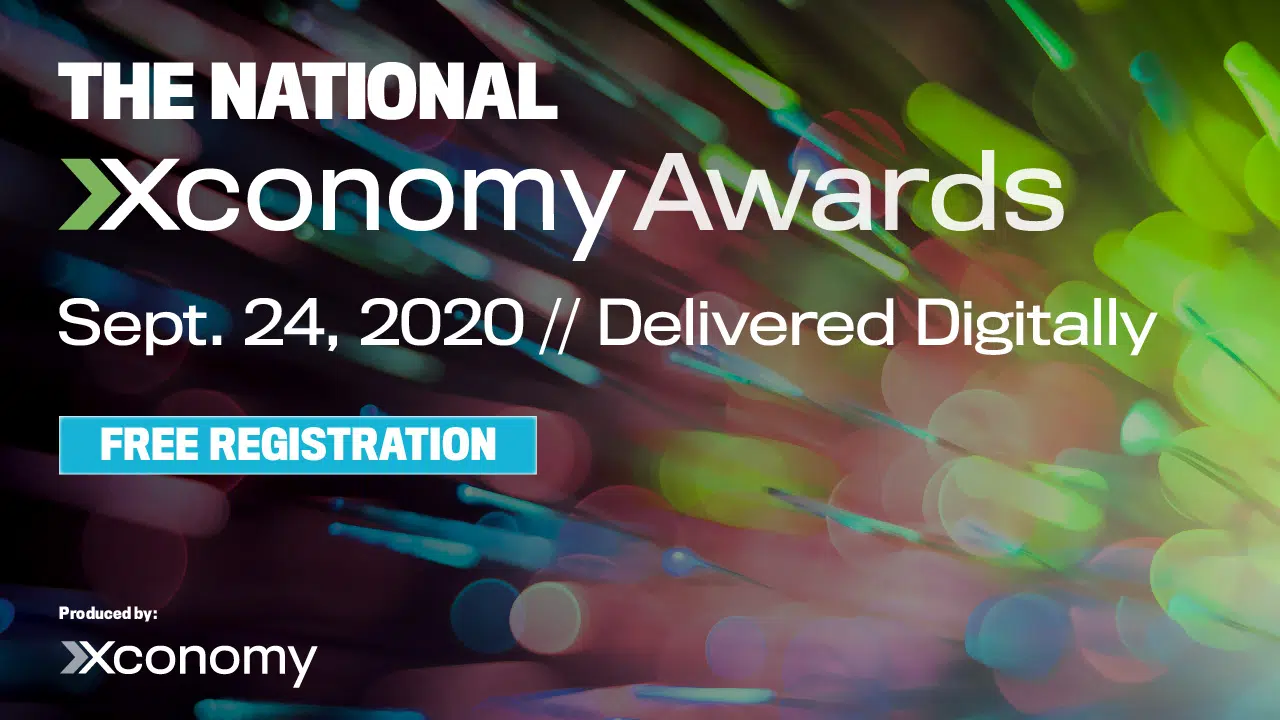 THE NATIONAL
Xconomy Awards
Sept. 24, 2020 // Delivered Digitally
FREE REGISTRATION
Produced by:
Xconomy